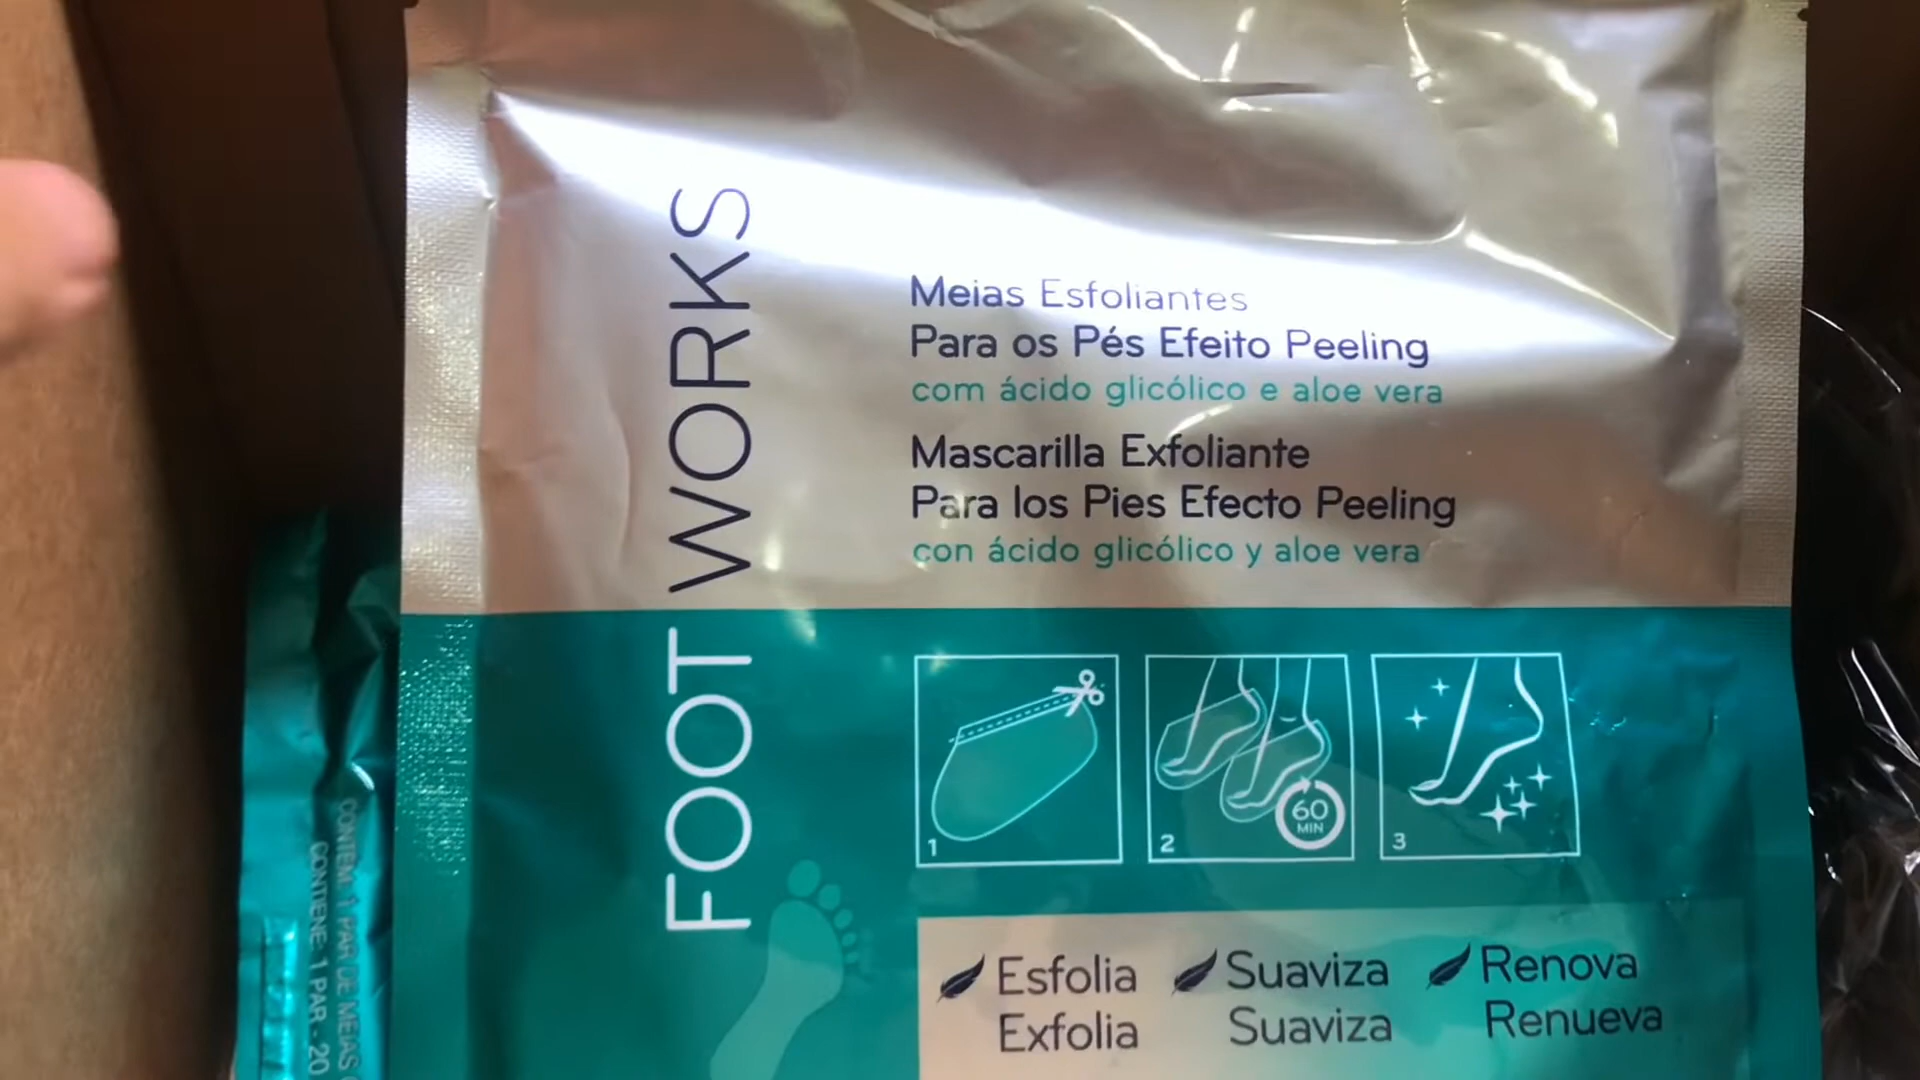 FOOT WORKS
Meias Esfoliantes
Para os Pés Efeito Peeling
com ácido glicólico e aloe vera
Mascarilla Exfoliante
Para los Pies Efecto Peeling
con ácido glicólico y aloe vera
1
2
60
MIN
3
Esfolia
Exfolia
Suaviza
Suaviza
Renova
Renueva
CONTÉM: 1 PAR DE MEIAS
CONTIENE: 1 PAR - 20